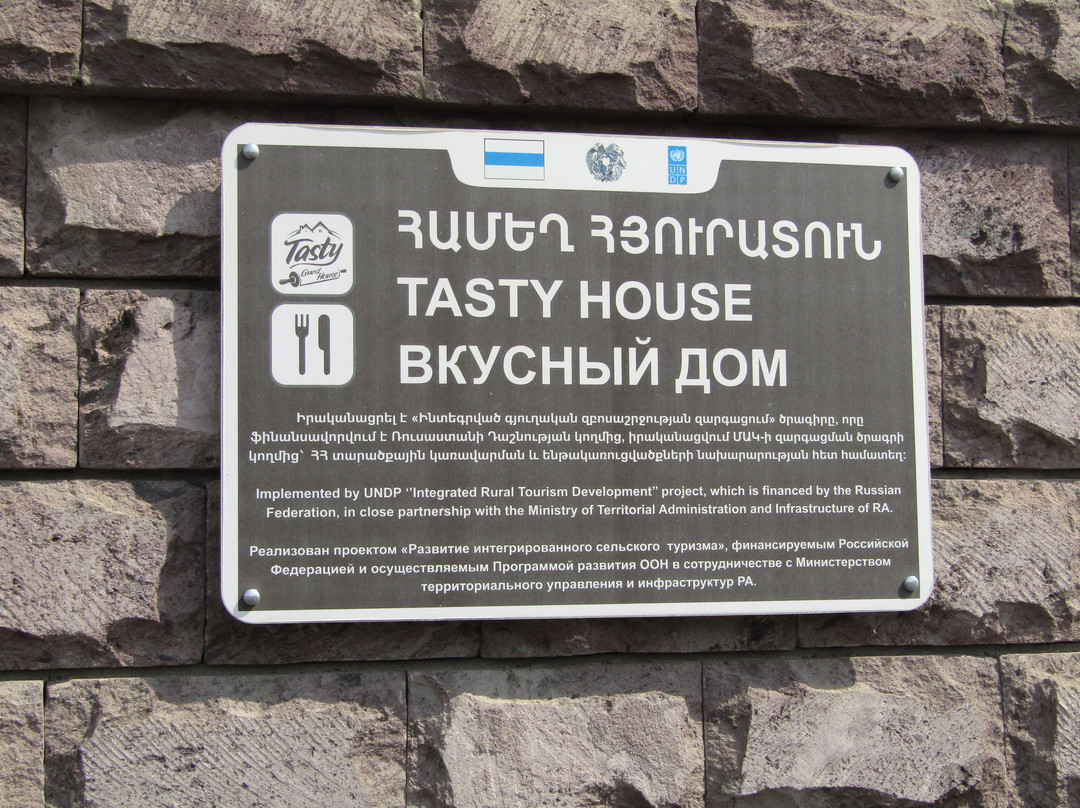 UN
DP
Tasty
Guest House
ՀԱՄԵՂ ՀՅՈՒՐԱՏՈՒՆ
TASTY HOUSE
ВКУСНЫЙ ДОМ
Իրականացրել է «Ինտեգրված գյուղական զբոսաշրջության զարգացում» ծրագիրը, որը
ֆինանսավորվում է Ռուսաստանի Դաշնության կողմից, իրականացվում ՄԱԿ-ի զարգացման ծրագրի
կողմից՝ ՀՀ տարածքային կառավարման և ենթակառուցվածքների նախարարության հետ համատեղ:
Implemented by UNDP ‘’Integrated Rural Tourism Development’’ project, which is financed by the Russian
Federation, in close partnership with the Ministry of Territorial Administration and Infrastructure of RA.
Реализован проектом «Развитие интегрированного сельского туризма», финансируемым Российской
Федерацией и осуществляемым Программой развития ООН в сотрудничестве с Министерством
территориального управления и инфраструктур РА.